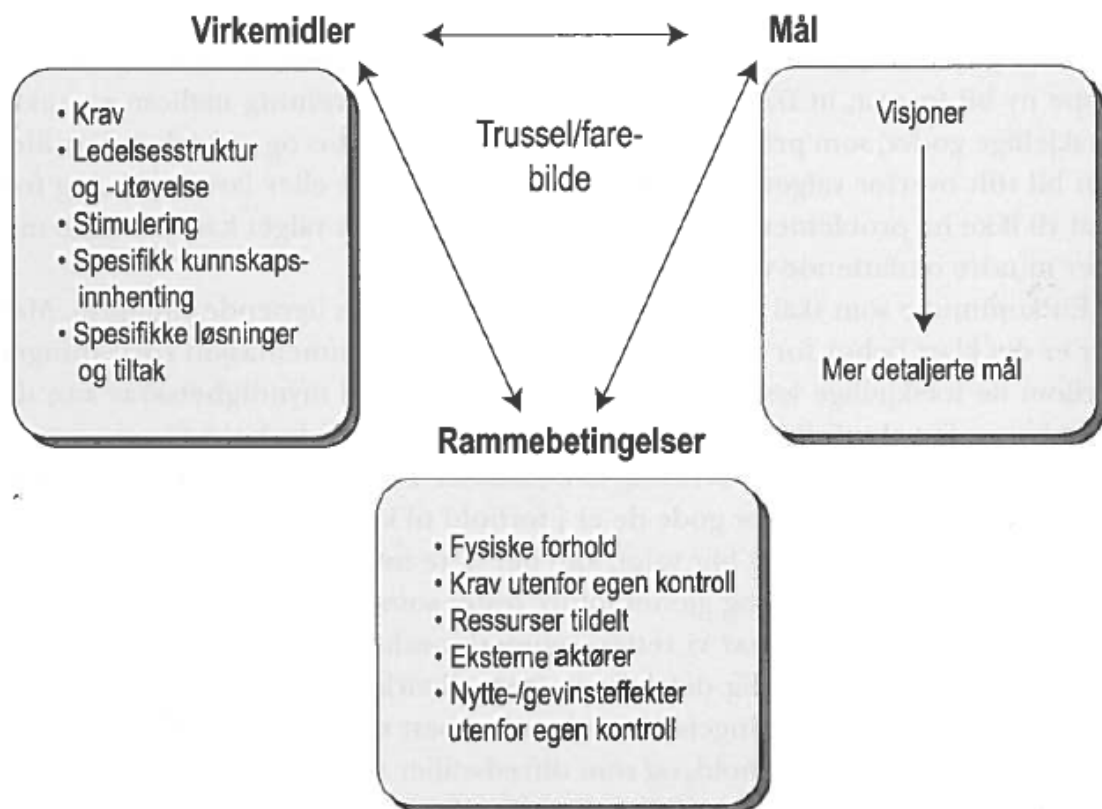 Virkemidler
Mål
• Krav
• Ledelsesstruktur
og -utøvelse
• Stimulering
• Spesifikk kunnskaps-
innhenting
• Spesifikke løsninger
og tiltak
Trussel/fare-
bilde
Visjoner
Mer detaljerte mål
Rammebetingelser
• Fysiske forhold
• Krav utenfor egen kontroll
• Ressurser tildelt
• Eksterne aktører
• Nytte-/gevinsteffekter
utenfor egen kontroll